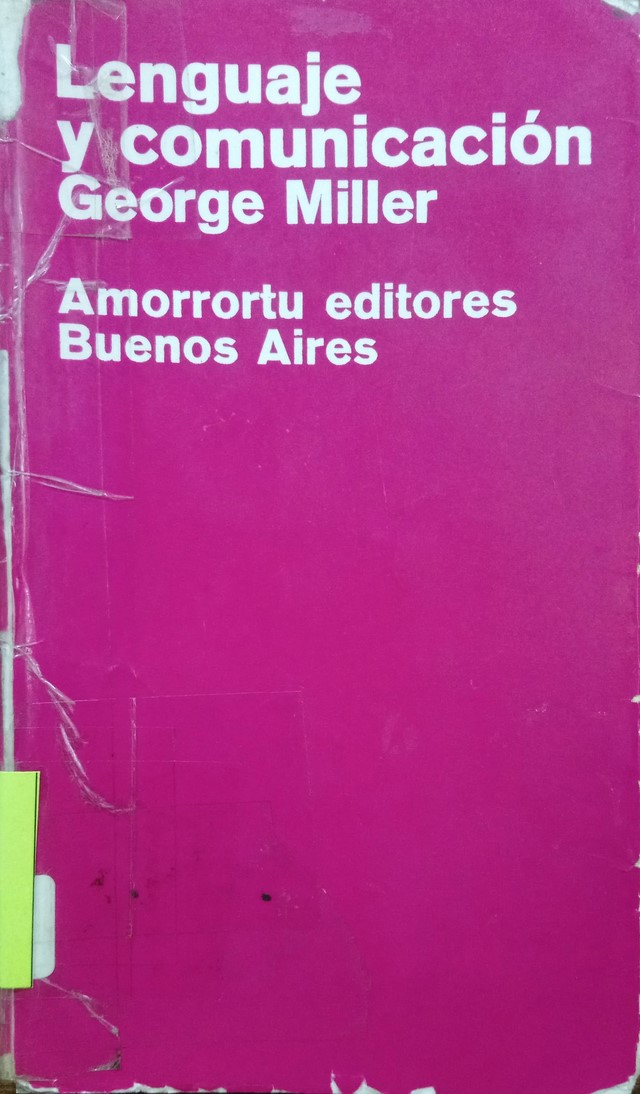 Lenguaje
y comunicación
George Miller
Amorrortu editores
Buenos Aires